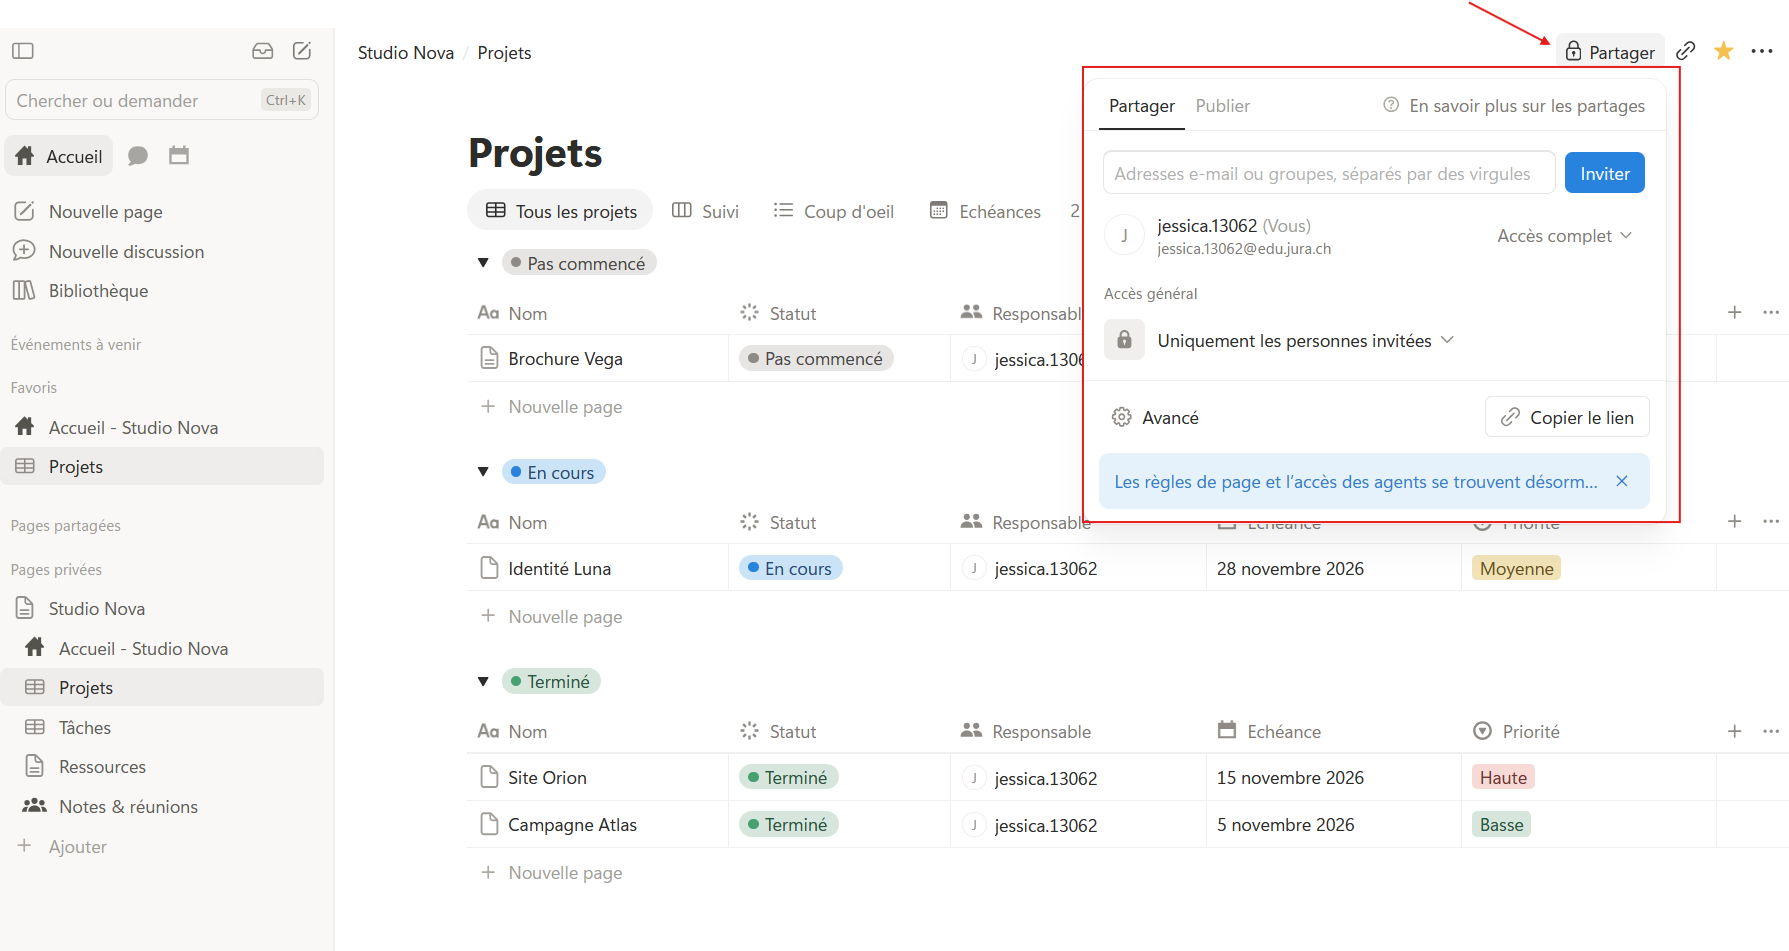 Studio Nova / Projets
Partager
Chercher ou demander
Ctrl+K
Accueil
Nouvelle page
Nouvelle discussion
Bibliothèque
Événements à venir
Favoris
Accueil - Studio Nova
Projets
Pages partagées
Pages privées
Studio Nova
Accueil - Studio Nova
Projets
Tâches
Ressources
Notes & réunions
Ajouter
Projets
Tous les projets
Suivi
Coup d'oeil
Echéances
2
Pas commencé
Aa Nom
Statut
Responsabl
Brochure Vega
Pas commencé
J
jessica.1306
Nouvelle page
En cours
Aa Nom
Statut
Responsable
Echéance
Priorité
Identité Luna
En cours
J
jessica.13062
28 novembre 2026
Moyenne
Nouvelle page
Terminé
Aa Nom
Statut
Responsable
Echéance
Priorité
Site Orion
Terminé
J
jessica.13062
15 novembre 2026
Haute
Campagne Atlas
Terminé
J
jessica.13062
5 novembre 2026
Basse
Nouvelle page
Partager
Publier
En savoir plus sur les partages
Adresses e-mail ou groupes, séparés par des virgules
Inviter
J
jessica.13062 (Vous)
jessica.13062@edu.jura.ch
Accès complet
Accès général
Uniquement les personnes invitées
Avancé
Copier le lien
Les règles de page et l’accès des agents se trouvent désorm...